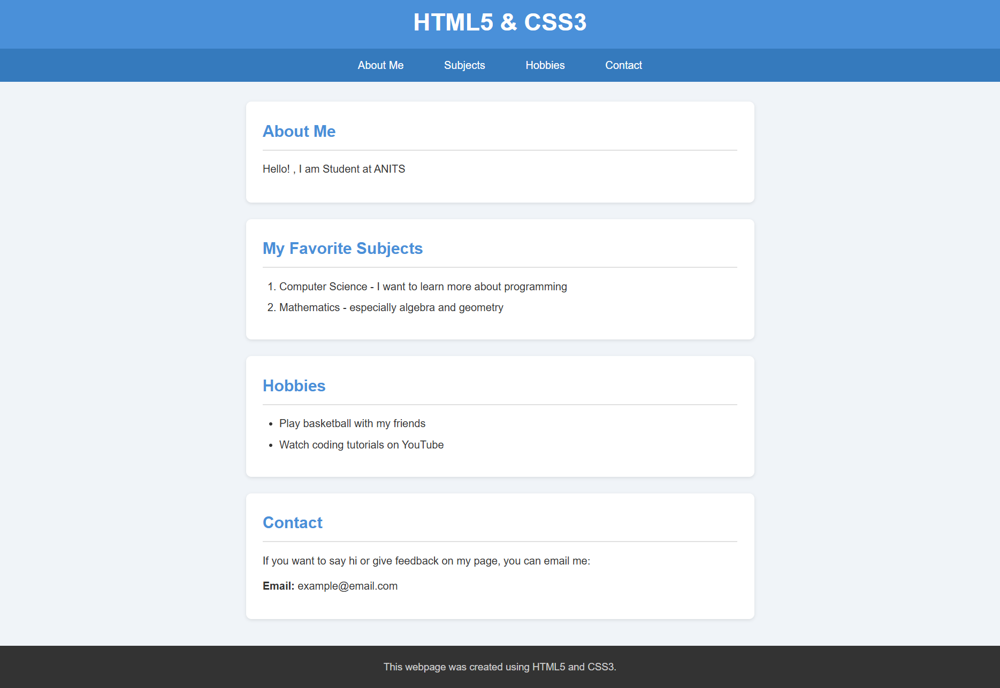 HTML5 & CSS3
About Me Subjects Hobbies Contact
About Me
Hello! , I am Student at ANITS
My Favorite Subjects
1. Computer Science - I want to learn more about programming
2. Mathematics - especially algebra and geometry
Hobbies
• Play basketball with my friends
• Watch coding tutorials on YouTube
Contact
If you want to say hi or give feedback on my page, you can email me:
Email: example@email.com
This webpage was created using HTML5 and CSS3.